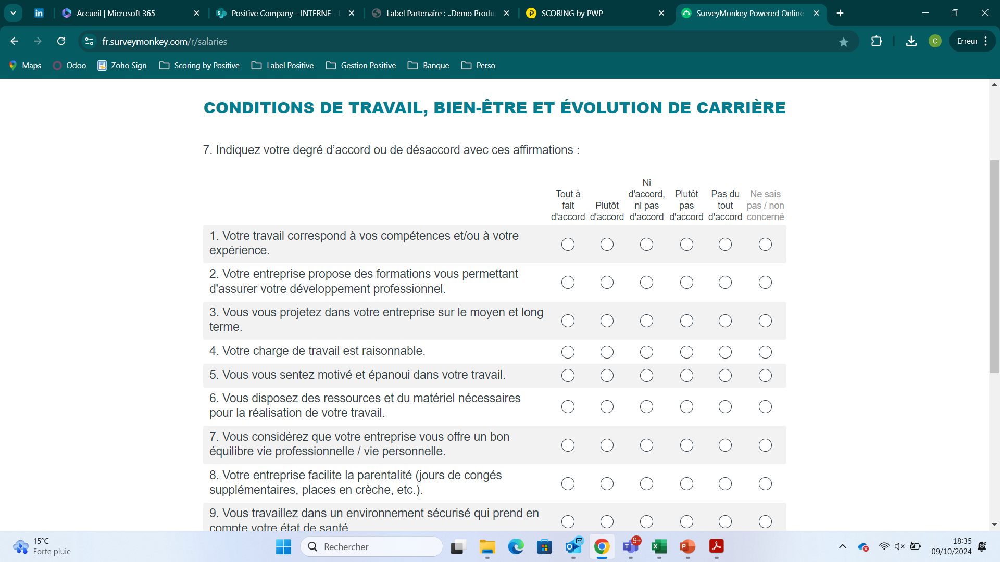 Accueil | Microsoft 365
Positive Company - INTERNE -
Label Partenaire : ..Demo Produ
SCORING by PWP
SurveyMonkey Powered Online
fr.surveymonkey.com/r/salaries
C
Erreur
Maps
Odoo
Zoho Sign
Scoring by Positive
Label Positive
Gestion Positive
Banque
Perso
CONDITIONS DE TRAVAIL, BIEN-ÊTRE ET ÉVOLUTION DE CARRIÈRE
7. Indiquez votre degré d’accord ou de désaccord avec ces affirmations :
Tout à
fait
d'accord
Plutôt
d'accord
Ni
d'accord,
ni pas
d'accord
Plutôt
pas
d'accord
Pas du
tout
d'accord
Ne sais
pas / non
concerné
1. Votre travail correspond à vos compétences et/ou à votre
expérience.
2. Votre entreprise propose des formations vous permettant
d'assurer votre développement professionnel.
3. Vous vous projetez dans votre entreprise sur le moyen et long
terme.
4. Votre charge de travail est raisonnable.
5. Vous vous sentez motivé et épanoui dans votre travail.
6. Vous disposez des ressources et du matériel nécessaires
pour la réalisation de votre travail.
7. Vous considérez que votre entreprise vous offre un bon
équilibre vie professionnelle / vie personnelle.
8. Votre entreprise facilite la parentalité (jours de congés
supplémentaires, places en crèche, etc.).
9. Vous travaillez dans un environnement sécurisé qui prend en
compte votre état de santé
15°C
Forte pluie
Rechercher
9+
18:35
09/10/2024